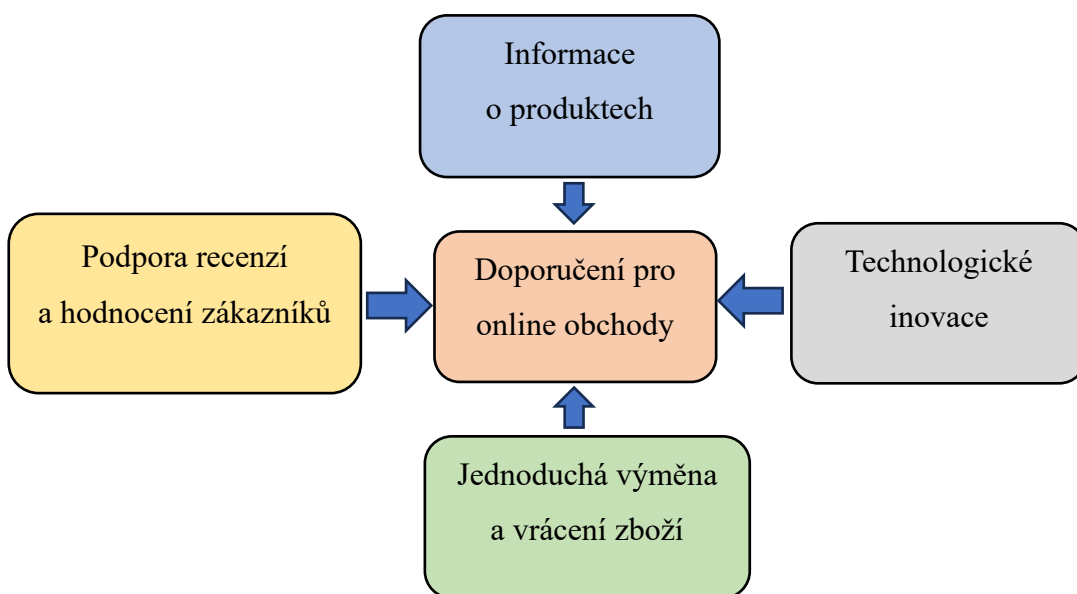 Informace
o produktech
Podpora recenzí
a hodnocení zákazníků
Doporučení pro
online obchody
Technologické
inovace
Jednoduchá výměna
a vrácení zboží